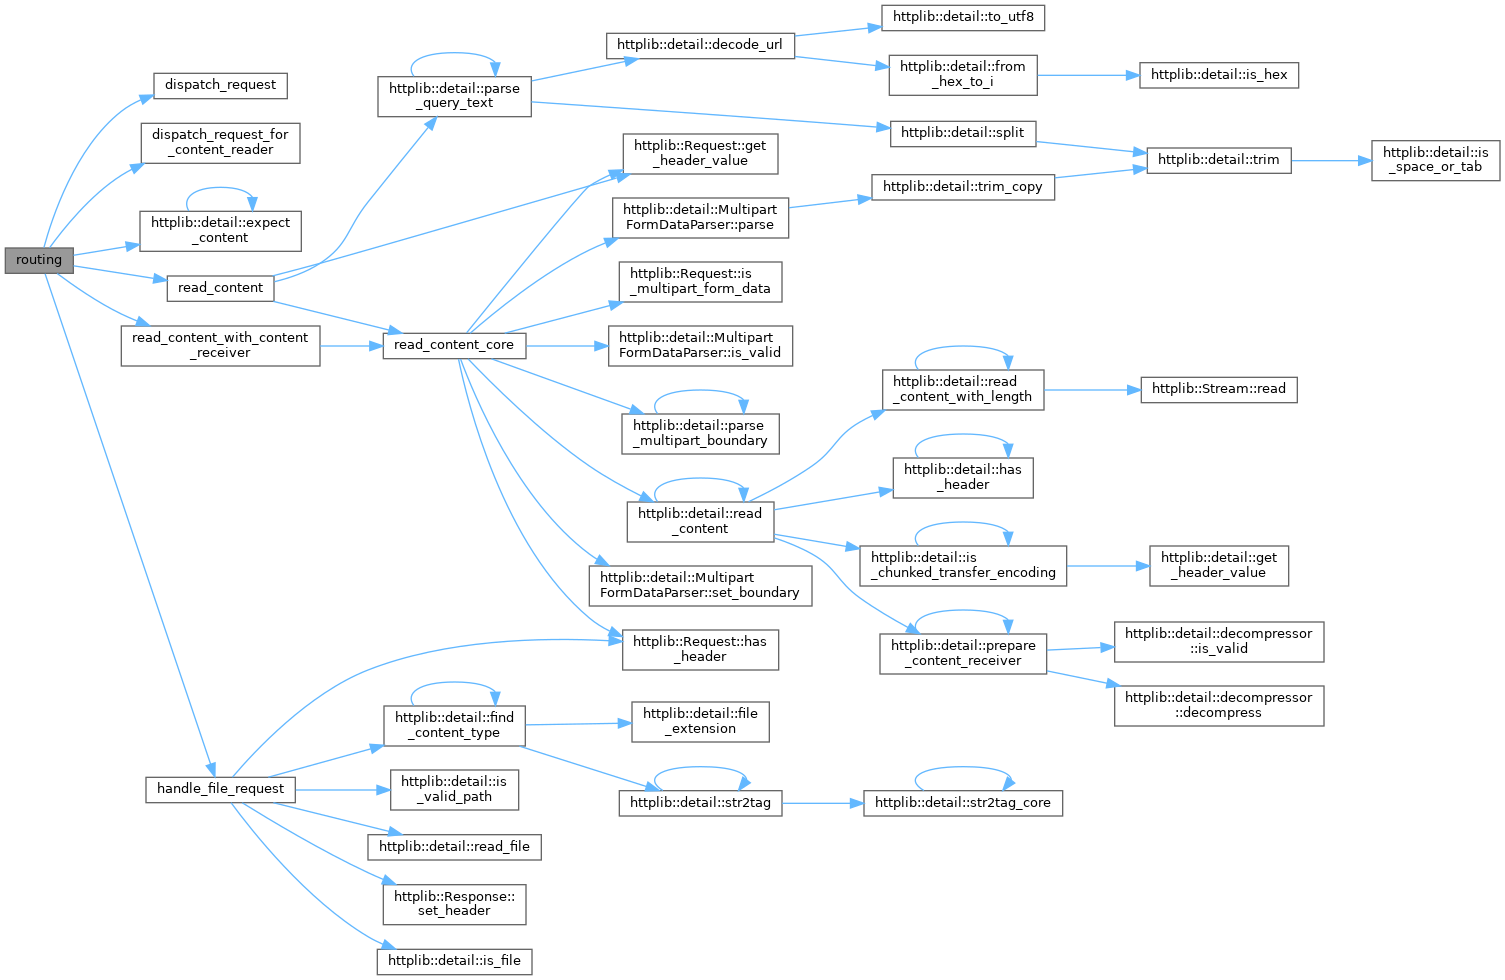 routing
dispatch_request
dispatch_request_for
_content_reader
httplib::detail::expect
_content
read_content
read_content_with_content
_receiver
handle_file_request
httplib::detail::parse
_query_text
read_content_core
httplib::detail::find
_content_type
httplib::detail::is
_valid_path
httplib::detail::read_file
httplib::Response::
set_header
httplib::detail::is_file
httplib::detail::decode_url
httplib::Request::get
_header_value
httplib::detail::Multipart
FormDataParser::parse
httplib::Request::is
_multipart_form_data
httplib::detail::Multipart
FormDataParser::is_valid
httplib::detail::parse
_multipart_boundary
httplib::detail::read
_content
httplib::detail::Multipart
FormDataParser::set_boundary
httplib::Request::has
_header
httplib::detail::file
_extension
httplib::detail::str2tag
httplib::detail::to_utf8
httplib::detail::from
_hex_to_i
httplib::detail::split
httplib::detail::trim_copy
httplib::detail::read
_content_with_length
httplib::detail::has
_header
httplib::detail::is
_chunked_transfer_encoding
httplib::detail::prepare
_content_receiver
httplib::detail::str2tag_core
httplib::detail::is_hex
httplib::detail::trim
httplib::Stream::read
httplib::detail::get
_header_value
httplib::detail::decompressor
::is_valid
httplib::detail::decompressor
::decompress
httplib::detail::is
_space_or_tab